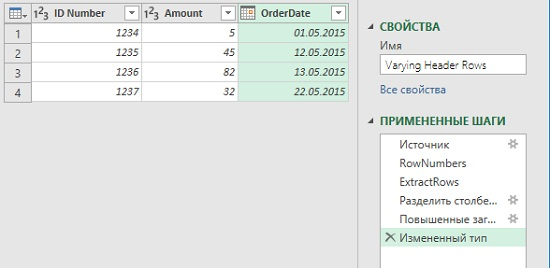 1²3 ID Number 1²3 Amount OrderDate
1 1234 5 01.05.2015
2 1235 45 12.05.2015
3 1236 82 13.05.2015
4 1237 32 22.05.2015
СВОЙСТВА
Имя
Varying Header Rows
Все свойства
ПРИМЕНЕННЫЕ ШАГИ
Источник
RowNumbers
ExtractRows
Разделить столбе...
Повышенные заг...
Измененный тип